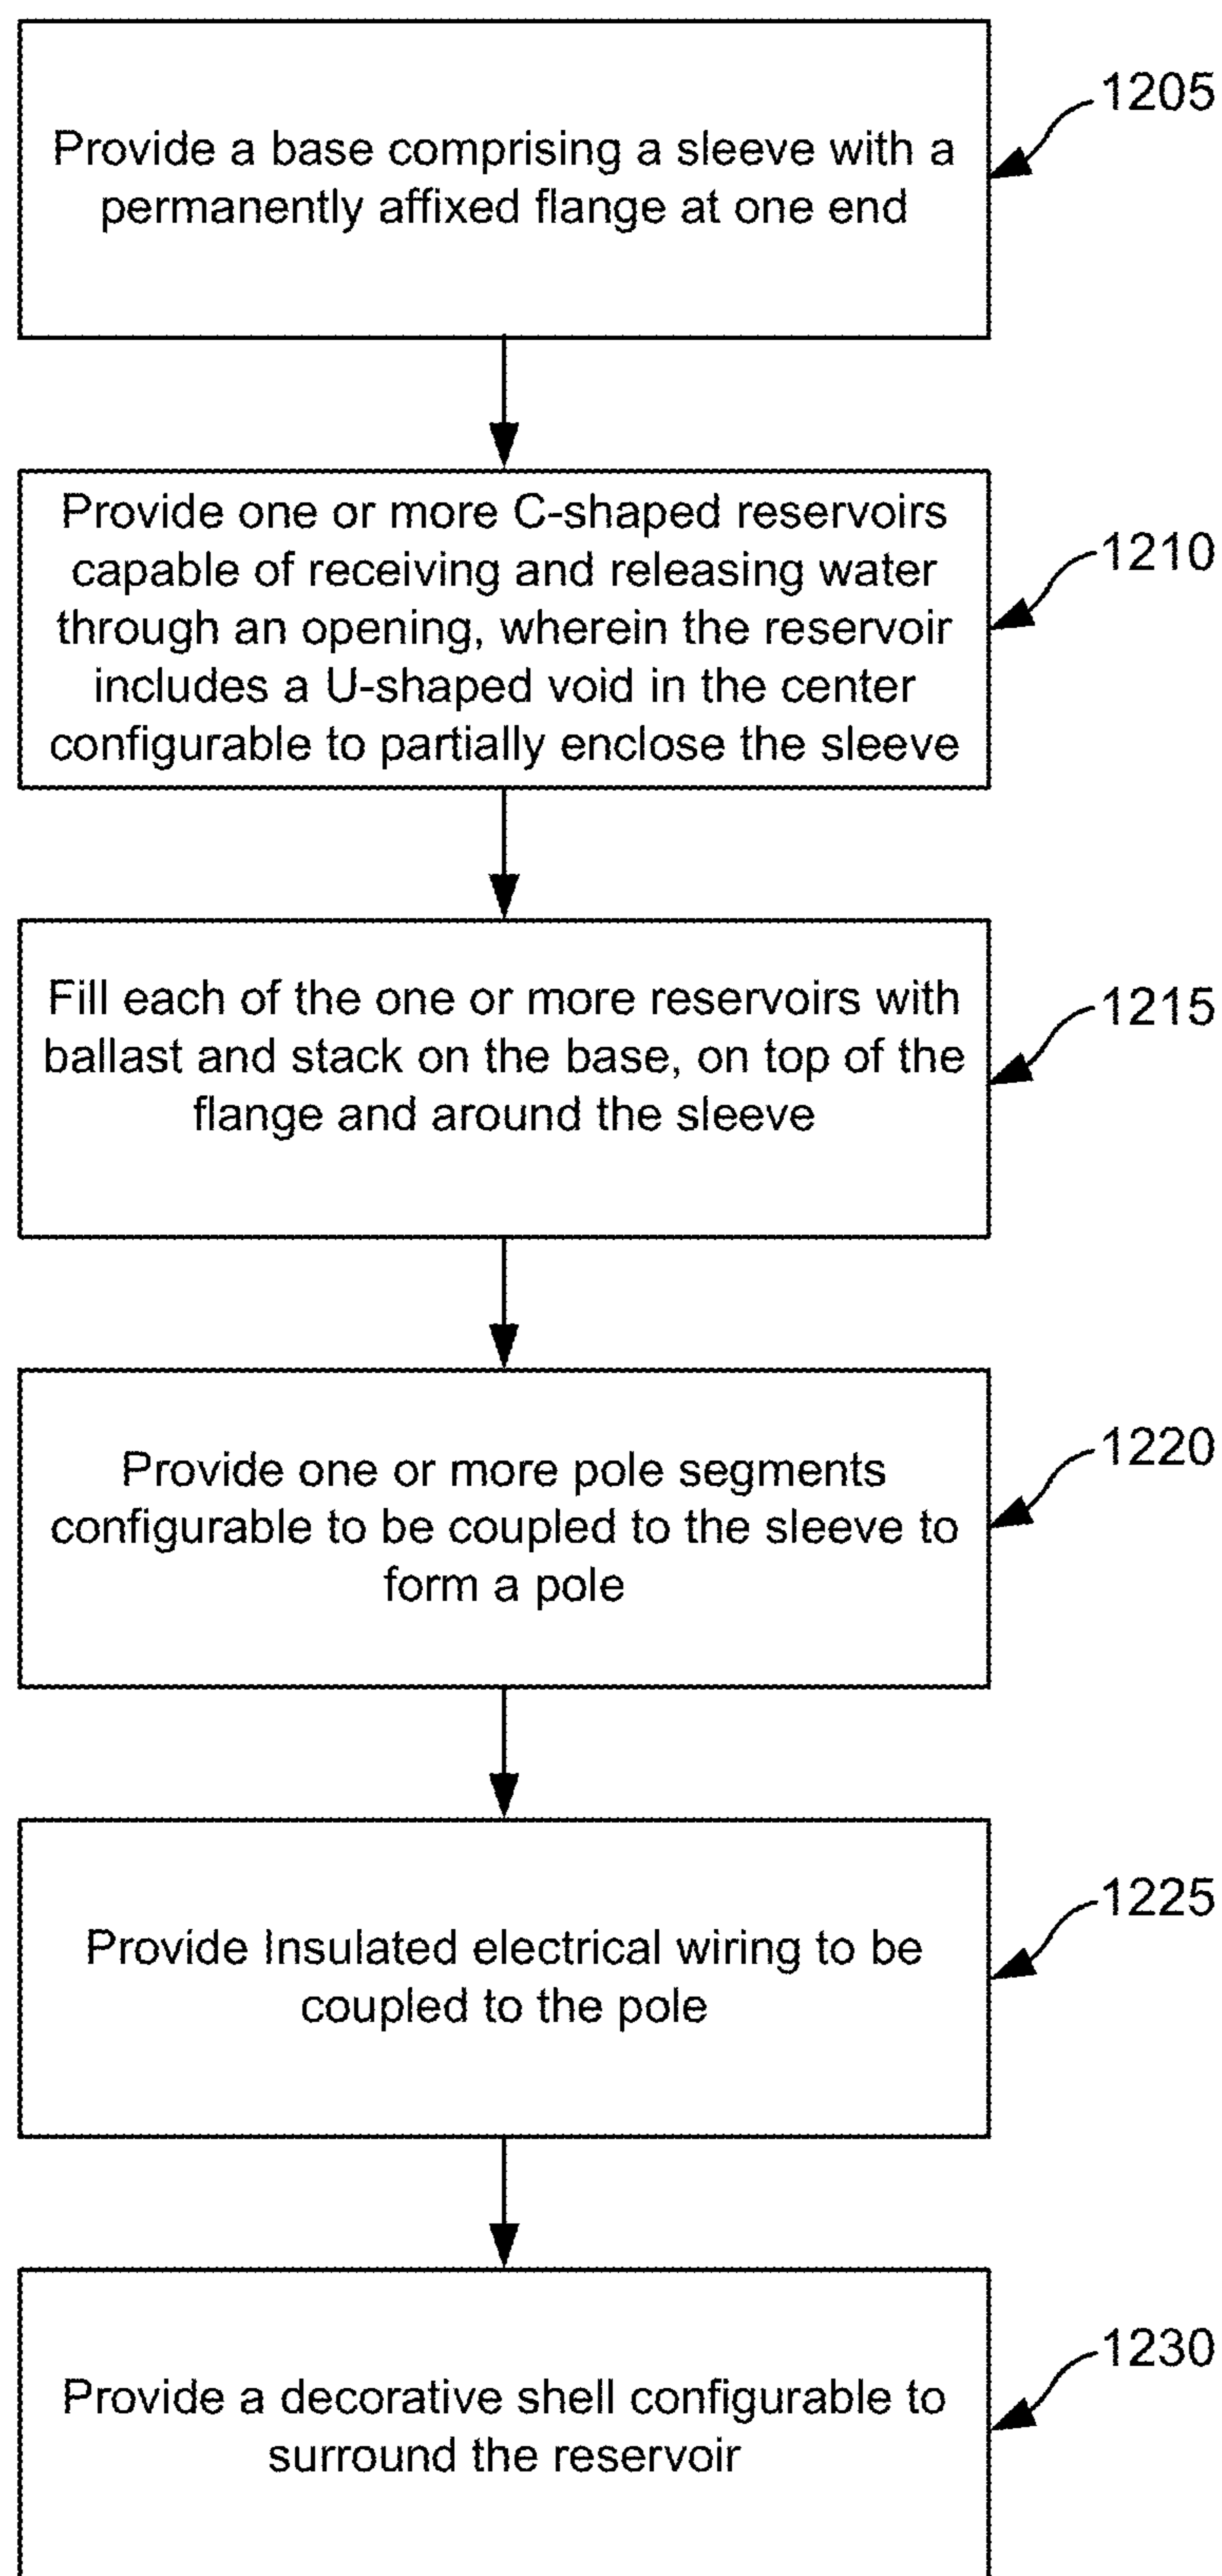 Provide a base comprising a sleeve with a
permanently affixed flange at one end
1205
Provide one or more C-shaped reservoirs
capable of receiving and releasing water
through an opening, wherein the reservoir
includes a U-shaped void in the center
configurable to partially enclose the sleeve
1210
Fill each of the one or more reservoirs with
ballast and stack on the base, on top of the
flange and around the sleeve
1215
Provide one or more pole segments
configurable to be coupled to the sleeve to
form a pole
1220
Provide Insulated electrical wiring to be
coupled to the pole
1225
Provide a decorative shell configurable to
surround the reservoir
1230